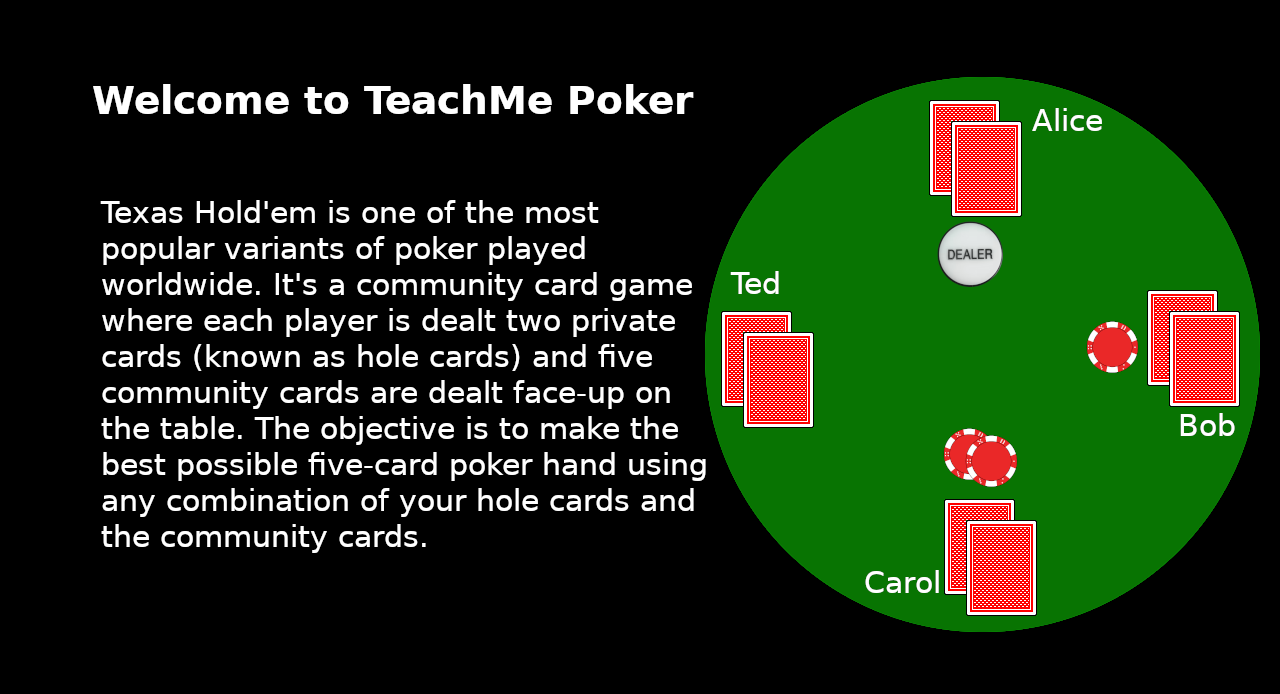 Welcome to TeachMe Poker
Texas Hold'em is one of the most
popular variants of poker played
worldwide. It's a community card game
where each player is dealt two private
cards (known as hole cards) and five
community cards are dealt face-up on
the table. The objective is to make the
best possible five-card poker hand using
any combination of your hole cards and
the community cards.
Alice
DEALER
Ted
Bob
Carol